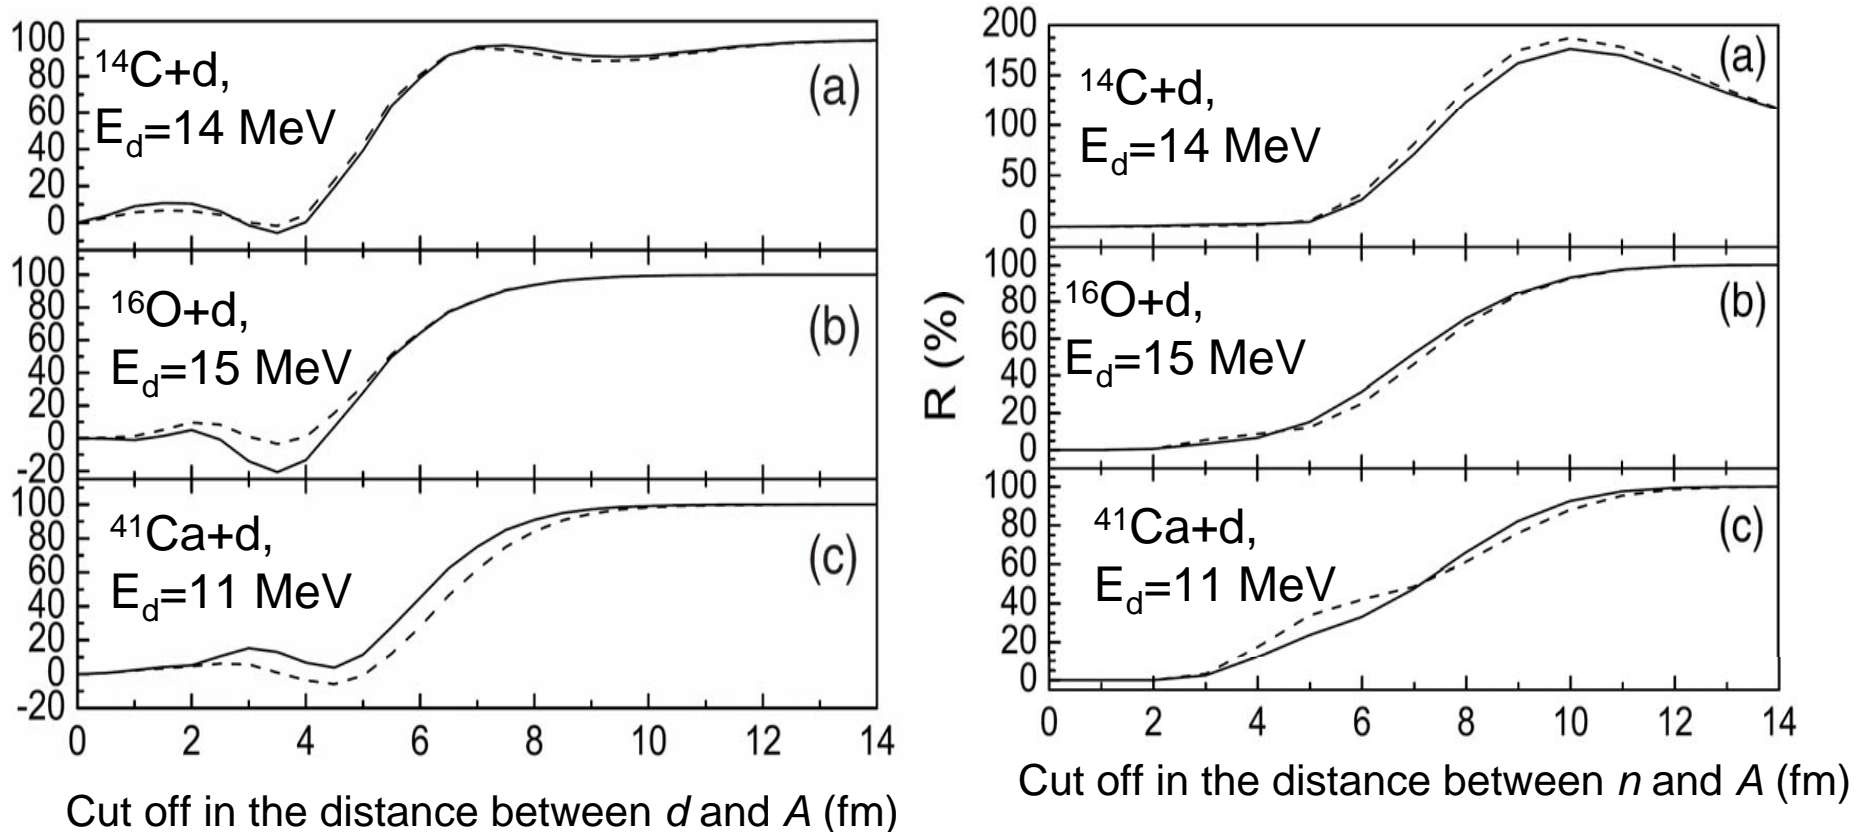 100
80
60
40
20
0
¹⁴C+d,
E_d=14 MeV
(a)
100
80
60
40
20
0
-20
¹⁶O+d,
E_d=15 MeV
(b)
100
80
60
40
20
0
-20
⁴¹Ca+d,
E_d=11 MeV
(c)
0 2 4 6 8 10 12 14
Cut off in the distance between d and A (fm)
200
150
100
50
0
¹⁴C+d,
E_d=14 MeV
(a)
R (%)
100
80
60
40
20
0
¹⁶O+d,
E_d=15 MeV
(b)
100
80
60
40
20
0
⁴¹Ca+d,
E_d=11 MeV
(c)
0 2 4 6 8 10 12 14
Cut off in the distance between n and A (fm)